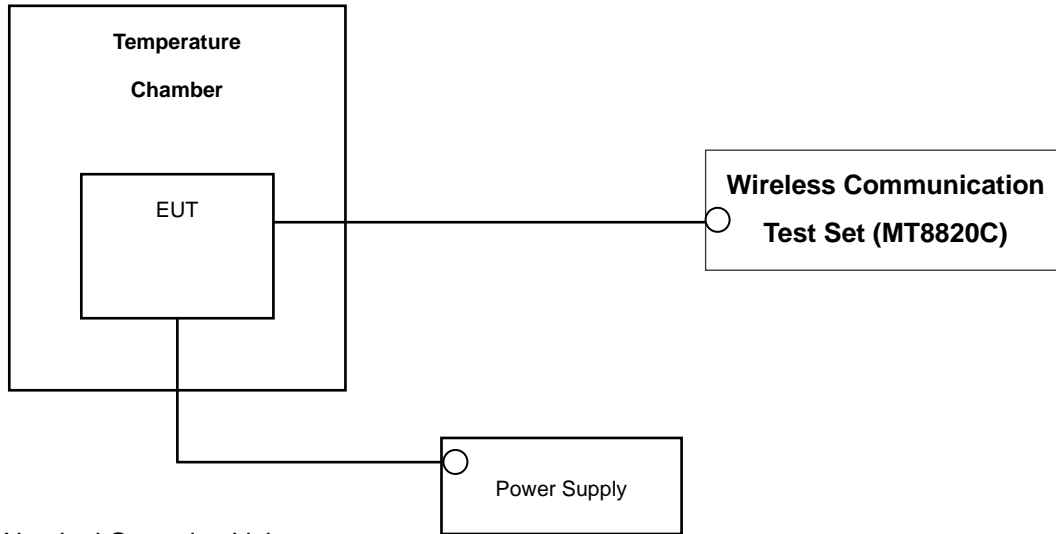 Temperature
Chamber
EUT
Wireless Communication
Test Set (MT8820C)
Power Supply